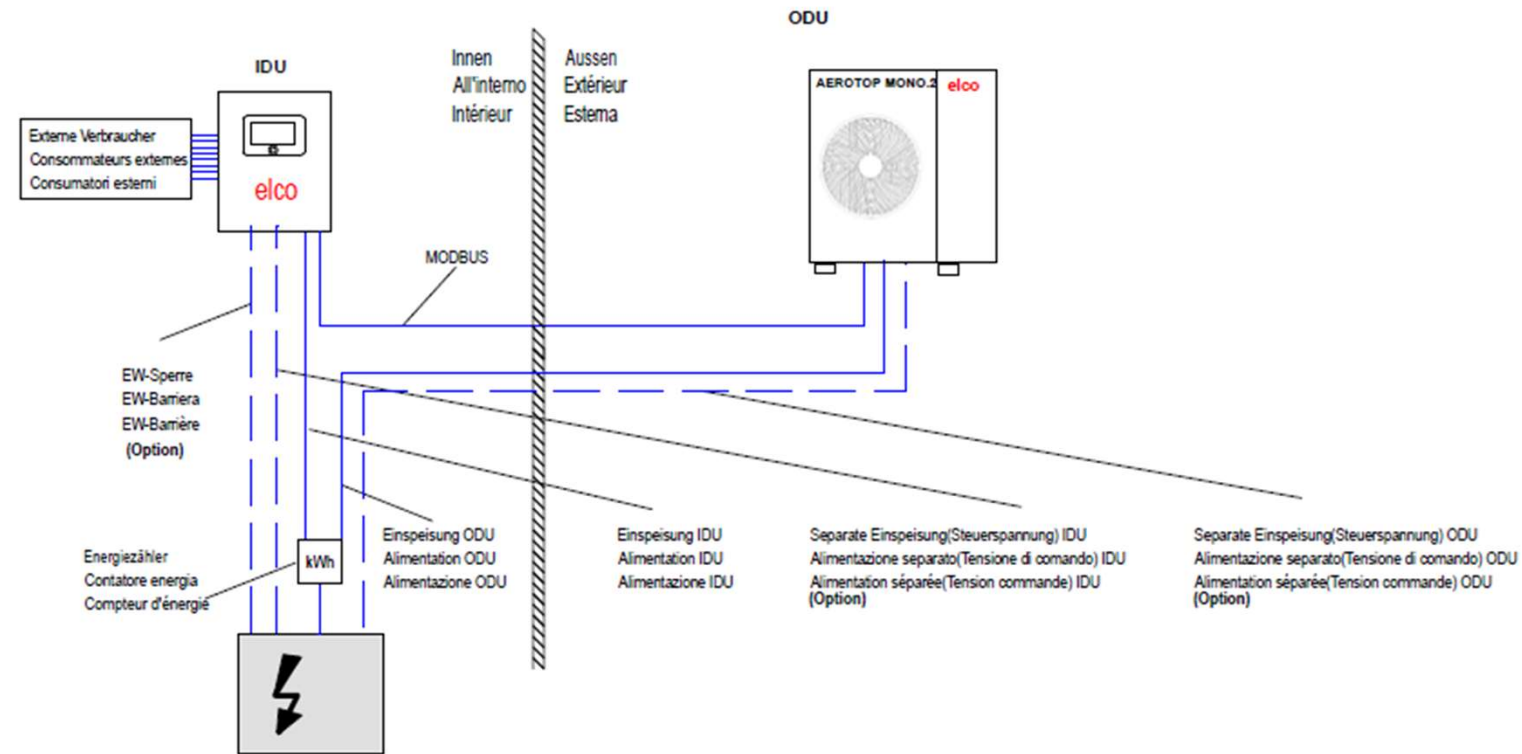 ODU
IDU
Innen
All'interno
Intérieur
Aussen
Extérieur
Esterna
AEROTOP MONO.2
elco
Externe Verbraucher
Consommateurs externes
Consumatori esterni
elco
MODBUS
EW-Sperre
EW-Barriera
EW-Barrière
(Option)
Energiezähler
Contatore energia
Compteur d'énergié
kWh
Einspeisung ODU
Alimentation ODU
Alimentazione ODU
Einspeisung IDU
Alimentation IDU
Alimentazione IDU
Separate Einspeisung(Steuerspannung) IDU
Alimentazione separato(Tensione di comando) IDU
Alimentation séparée(Tension commande) IDU
(Option)
Separate Einspeisung(Steuerspannung) ODU
Alimentazione separato(Tensione di comando) ODU
Alimentation séparée(Tension commande) ODU
(Option)